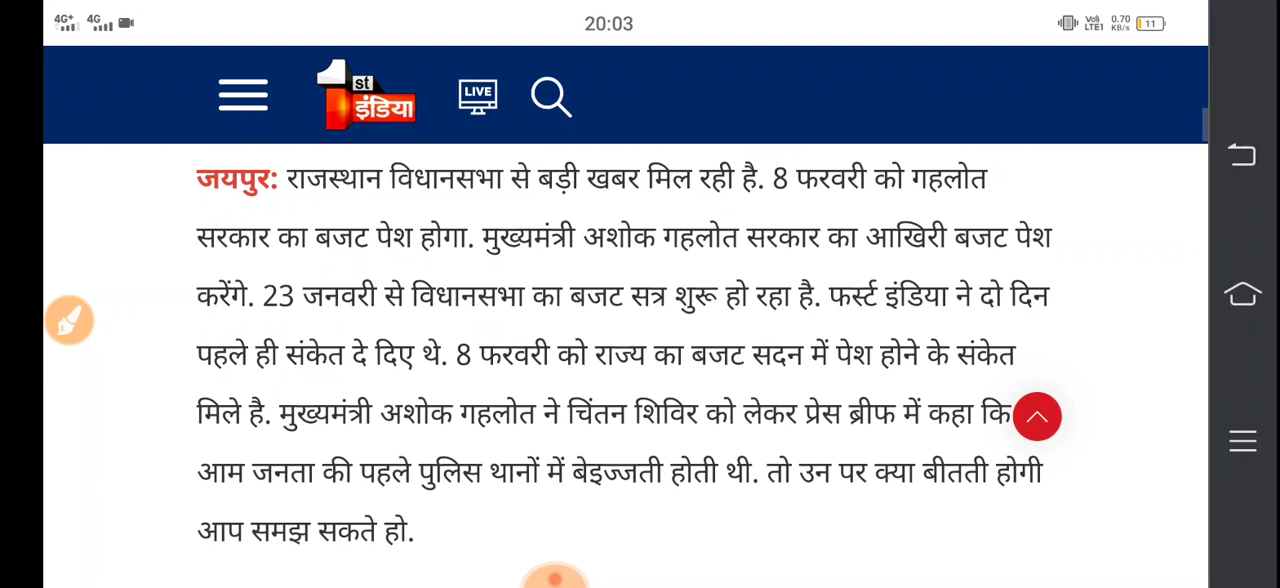 4G+ 4G 20:03 Voli LTE1 0.70 KB/s 11
1st इंडिया LIVE
जयपुर: राजस्थान विधानसभा से बड़ी खबर मिल रही है. 8 फरवरी को गहलोत
सरकार का बजट पेश होगा. मुख्यमंत्री अशोक गहलोत सरकार का आखिरी बजट पेश
करेंगे. 23 जनवरी से विधानसभा का बजट सत्र शुरू हो रहा है. फर्स्ट इंडिया ने दो दिन
पहले ही संकेत दे दिए थे. 8 फरवरी को राज्य का बजट सदन में पेश होने के संकेत
मिले है. मुख्यमंत्री अशोक गहलोत ने चिंतन शिविर को लेकर प्रेस ब्रीफ में कहा कि
आम जनता की पहले पुलिस थानों में बेइज्जती होती थी. तो उन पर क्या बीतती होगी
आप समझ सकते हो.